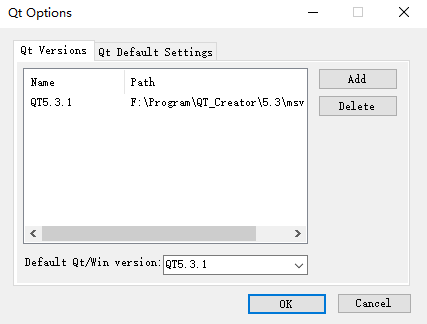 Qt Options
Qt Versions Qt Default Settings
Name Path
QT5.3.1 F:\Program\QT_Creator\5.3\msv
Add
Delete
Default Qt/Win version: QT5.3.1
OK Cancel